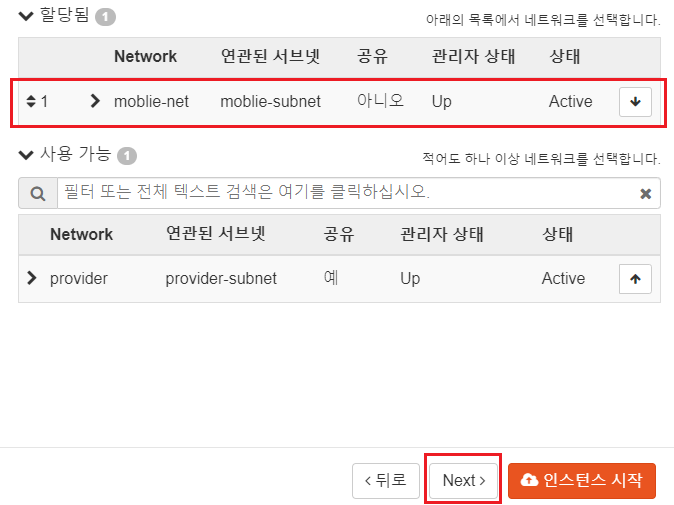 할당됨 1
아래의 목록에서 네트워크를 선택합니다.
Network 연관된 서브넷 공유 관리자 상태 상태
1 moblie-net moblie-subnet 아니오 Up Active
사용 가능 1
적어도 하나 이상 네트워크를 선택합니다.
필터 또는 전체 텍스트 검색은 여기를 클릭하십시오.
Network 연관된 서브넷 공유 관리자 상태 상태
provider provider-subnet 예 Up Active
뒤로 Next 인스턴스 시작